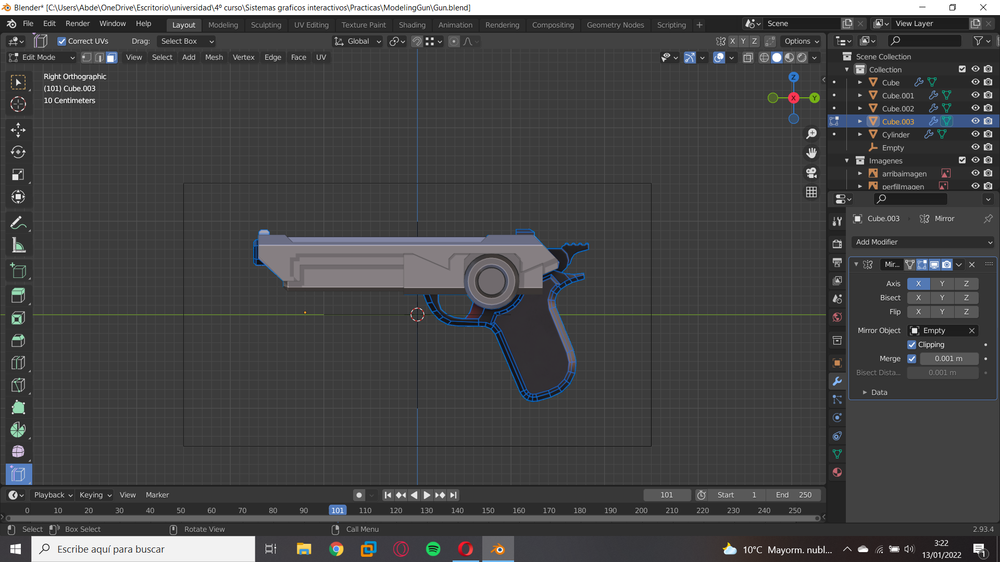 Blender* [C:\Users\Abde\OneDrive\Escritorio\universidad\4º curso\Sistemas graficos interactivos\Practicas\ModelingGun\Gun.blend]
File Edit Render Window Help Layout Modeling Sculpting UV Editing Texture Paint Shading Animation Rendering Compositing Geometry Nodes Scripting + Scene View Layer
Correct UVs Drag: Select Box Global X Y Z Options
Edit Mode View Select Add Mesh Vertex Edge Face UV
Right Orthographic
(101) Cube.003
10 Centimeters
Z
X
Y
Scene Collection
Collection
Cube
Cube.001
Cube.002
Cube.003
Cylinder
Empty
Imagenes
arribaimagen
perfilImagen
Cube.003 Mirror
Add Modifier
Mir...
Axis X Y Z
Bisect X Y Z
Flip X Y Z
Mirror Object Empty
Clipping
Merge 0.001 m
Bisect Dista... 0.001 m
Data
Playback Keying View Marker 101 Start 1 End 250
0 10 20 30 40 50 60 70 80 90 101 110 120 130 140 150 160 170 180 190 200 210 220 230 240 250
Select Box Select Rotate View Call Menu 2.93.4
Escribe aquí para buscar
10°C Mayorm. nubl...
3:22
13/01/2022
1